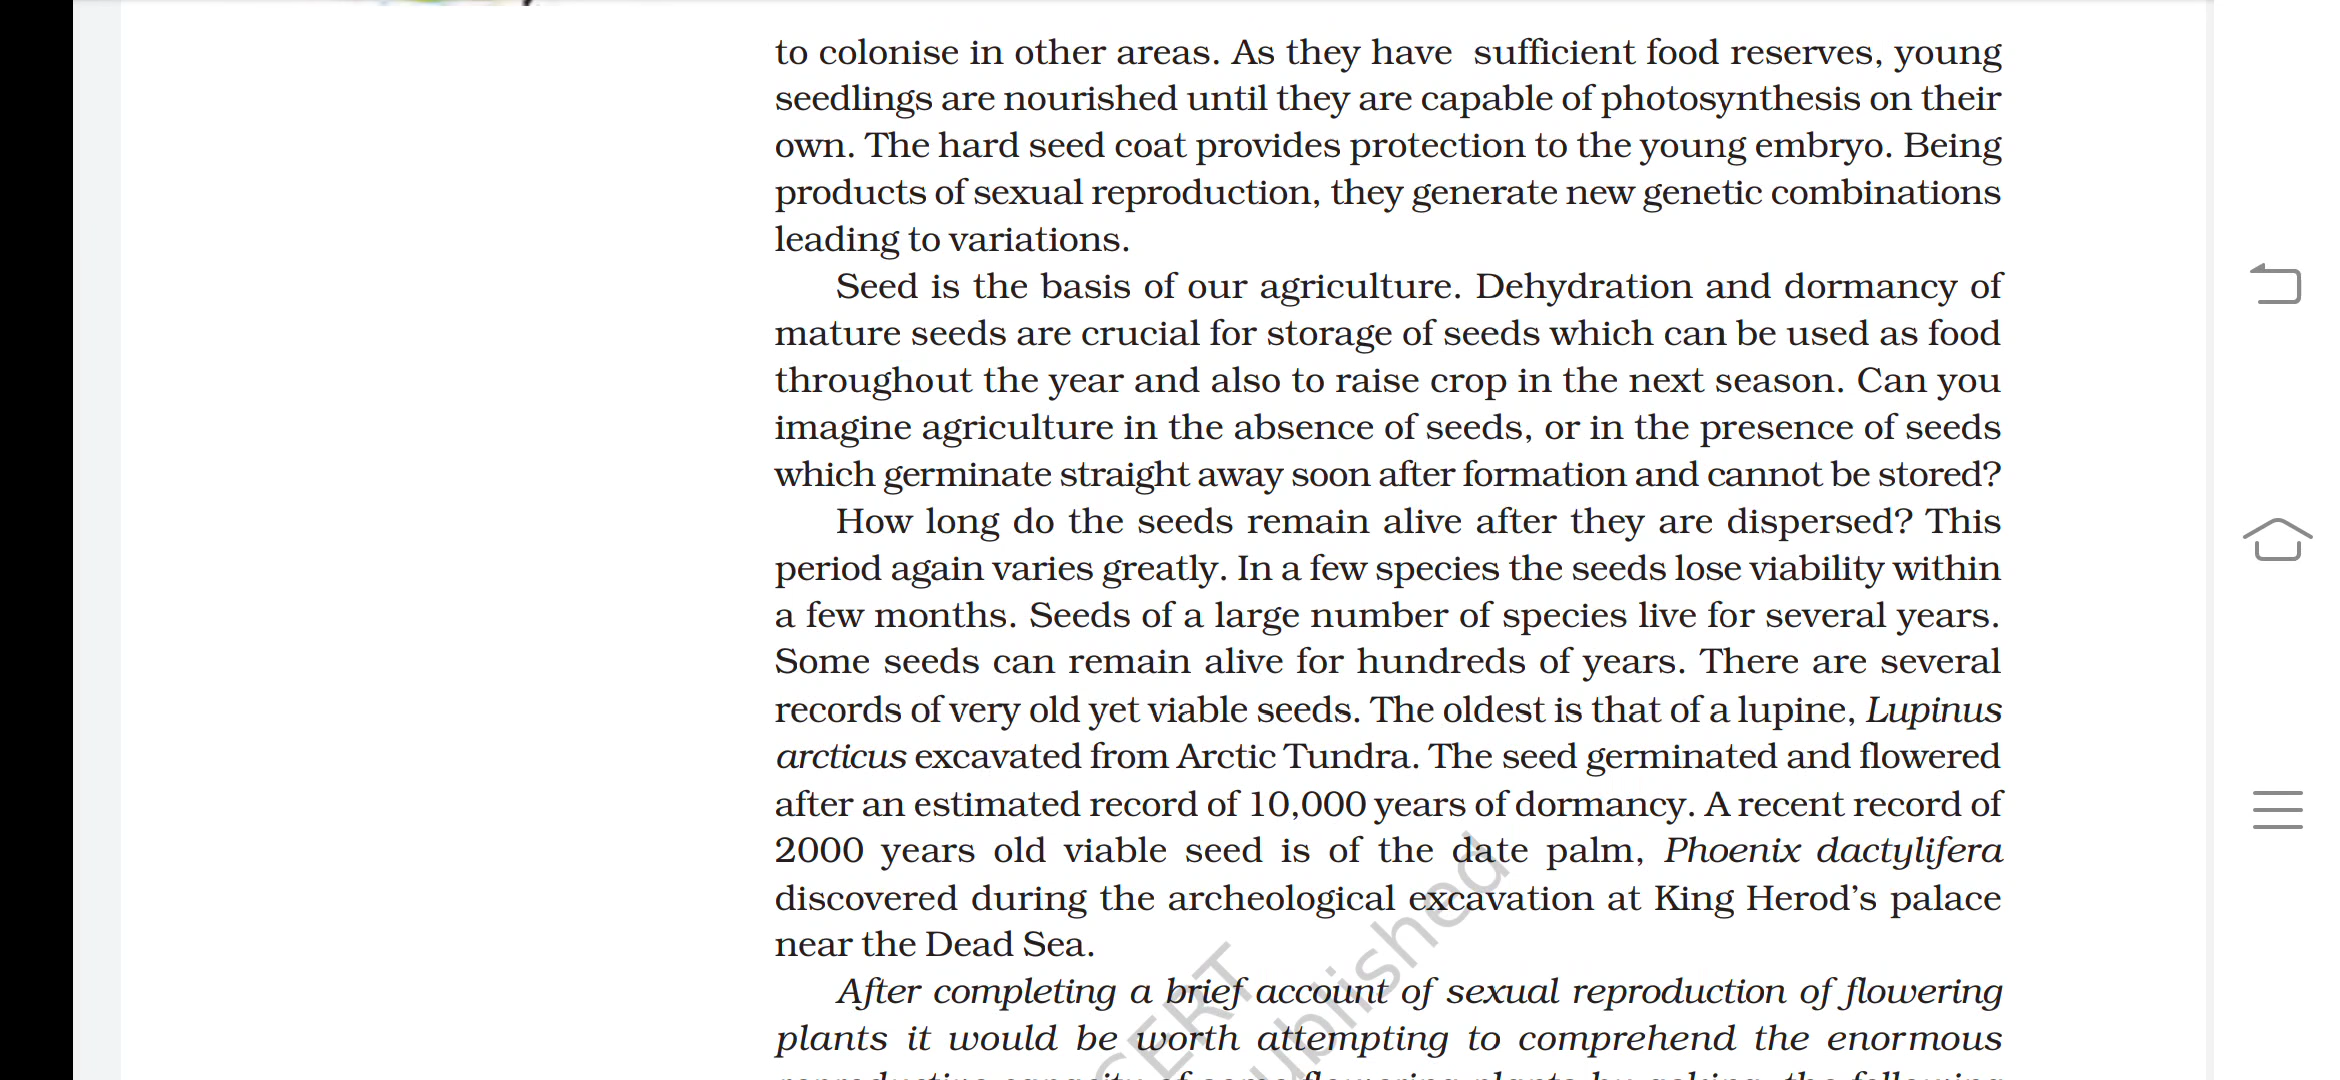 to colonise in other areas. As they have sufficient food reserves, young
seedlings are nourished until they are capable of photosynthesis on their
own. The hard seed coat provides protection to the young embryo. Being
products of sexual reproduction, they generate new genetic combinations
leading to variations.
Seed is the basis of our agriculture. Dehydration and dormancy of
mature seeds are crucial for storage of seeds which can be used as food
throughout the year and also to raise crop in the next season. Can you
imagine agriculture in the absence of seeds, or in the presence of seeds
which germinate straight away soon after formation and cannot be stored?
How long do the seeds remain alive after they are dispersed? This
period again varies greatly. In a few species the seeds lose viability within
a few months. Seeds of a large number of species live for several years.
Some seeds can remain alive for hundreds of years. There are several
records of very old yet viable seeds. The oldest is that of a lupine, Lupinus
arcticus excavated from Arctic Tundra. The seed germinated and flowered
after an estimated record of 10,000 years of dormancy. A recent record of
2000 years old viable seed is of the date palm, Phoenix dactylifera
discovered during the archeological excavation at King Herod's palace
near the Dead Sea.
After completing a brief account of sexual reproduction of flowering
plants it would be worth attempting to comprehend the enormous